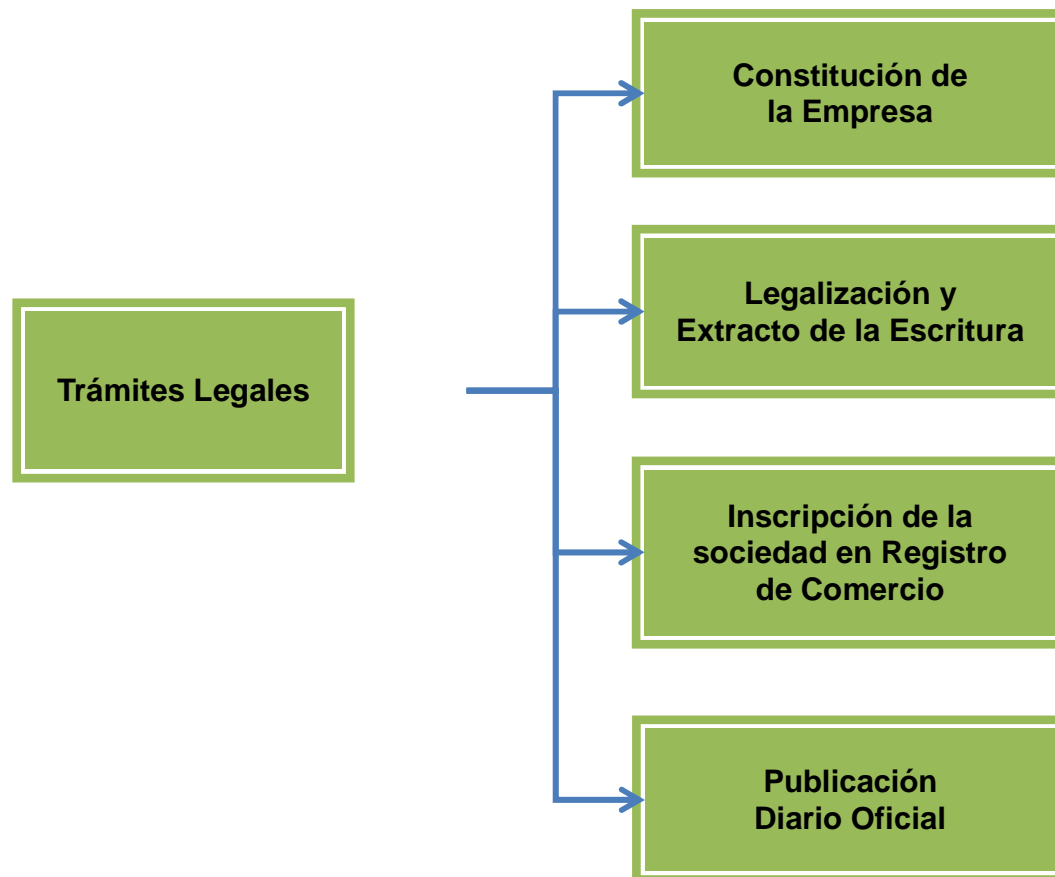 Constitución de
la Empresa
Legalización y
Extracto de la Escritura
Trámites Legales
Inscripción de la
sociedad en Registro
de Comercio
Publicación
Diario Oficial